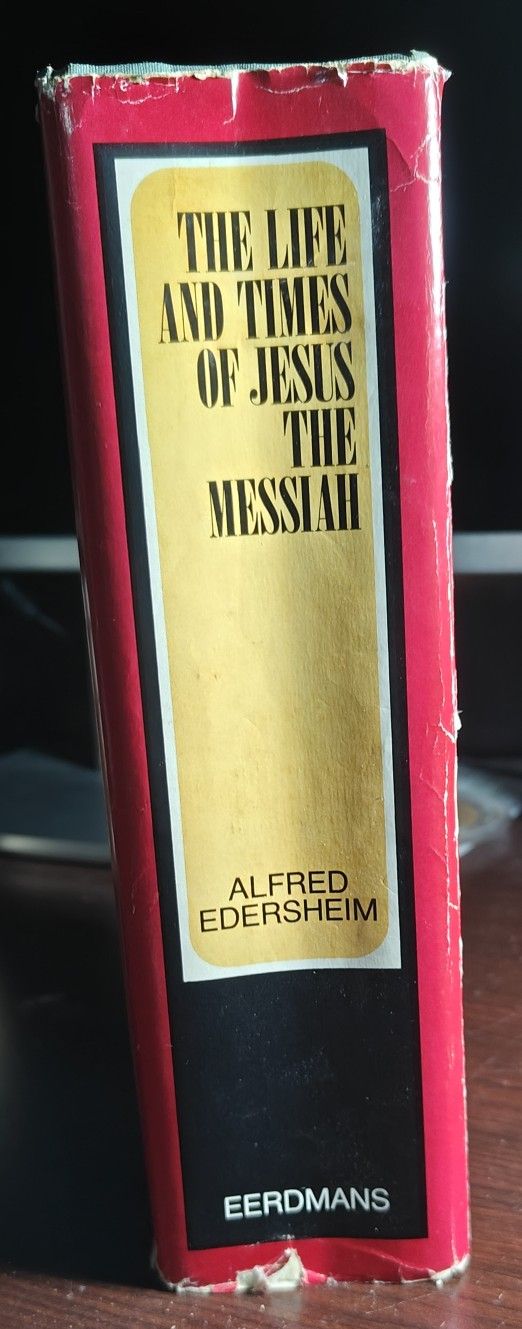 THE LIFE
AND TIMES
OF JESUS
THE
MESSIAH
ALFRED
EDERSHEIM
EERDMANS